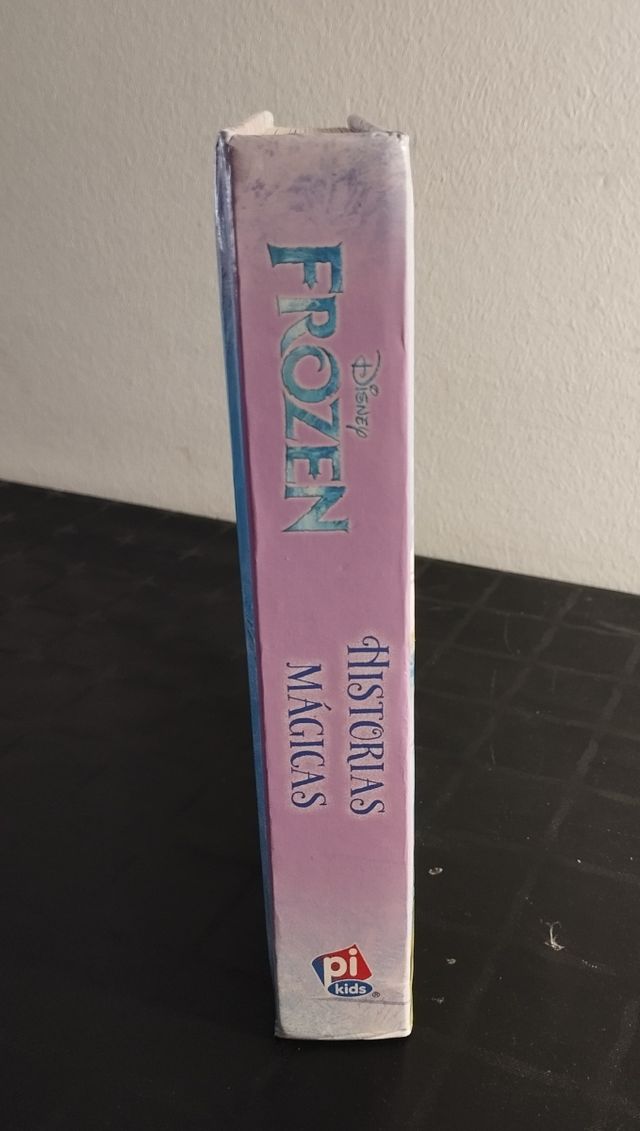 Disney
FROZEN
HISTORIAS
MÁGICAS
pi
kids
®